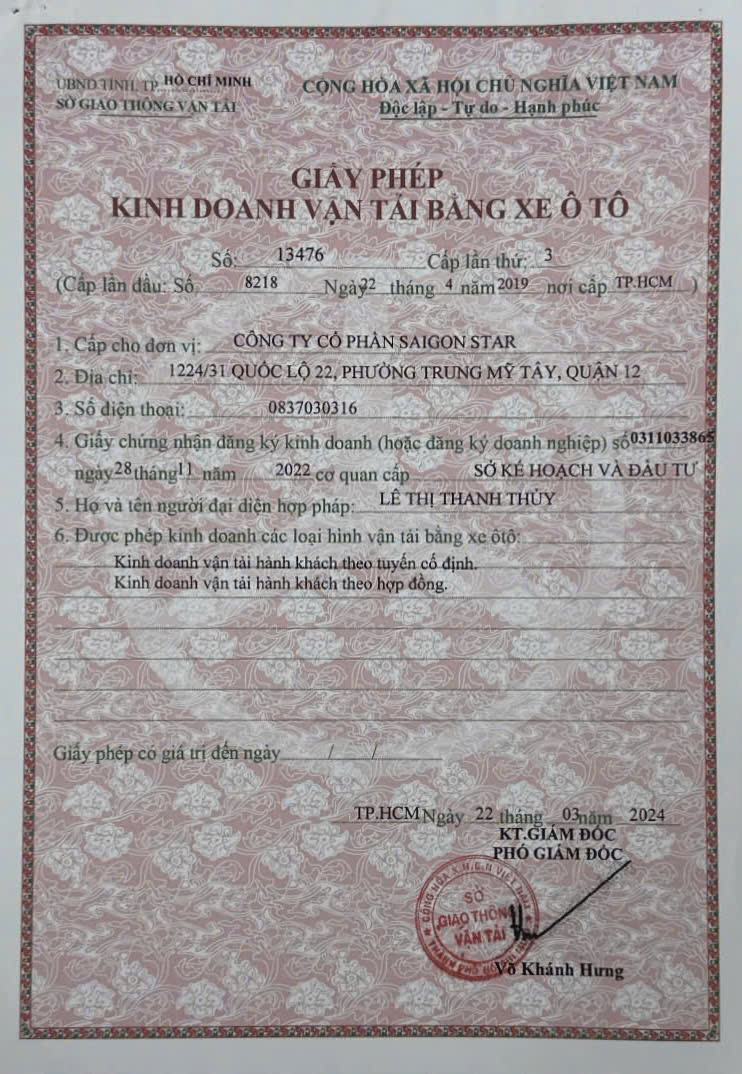 UBND TỈNH, TP HỒ CHÍ MINH
SỞ GIAO THÔNG VẬN TẢI
CỘNG HÒA XÃ HỘI CHỦ NGHĨA VIỆT NAM
Độc lập - Tự do - Hạnh phúc
GIẤY PHÉP
KINH DOANH VẬN TẢI BẰNG XE Ô TÔ
Số: 13476 Cấp lần thứ: 3
(Cấp lần đầu: Số 8218 Ngày 22 tháng 4 năm 2019 nơi cấp TP.HCM )
1. Cấp cho đơn vị: CÔNG TY CỔ PHẦN SAIGON STAR
2. Địa chỉ: 1224/31 QUỐC LỘ 22, PHƯỜNG TRUNG MỸ TÂY, QUẬN 12
3. Số điện thoại: 0837030316
4. Giấy chứng nhận đăng ký kinh doanh (hoặc đăng ký doanh nghiệp) số 0311033865
ngày 28 tháng 11 năm 2022 cơ quan cấp SỞ KẾ HOẠCH VÀ ĐẦU TƯ
5. Họ và tên người đại diện hợp pháp: LÊ THỊ THANH THỦY
6. Được phép kinh doanh các loại hình vận tải bằng xe ôtô:
Kinh doanh vận tải hành khách theo tuyến cố định.
Kinh doanh vận tải hành khách theo hợp đồng.
Giấy phép có giá trị đến ngày / /
TP.HCM Ngày 22 tháng 03 năm 2024
KT.GIÁM ĐỐC
PHÓ GIÁM ĐỐC
CỘNG HÒA X.H.C.N VIỆT NAM
SỞ
GIAO THÔNG
VẬN TẢI
Võ Khánh Hưng